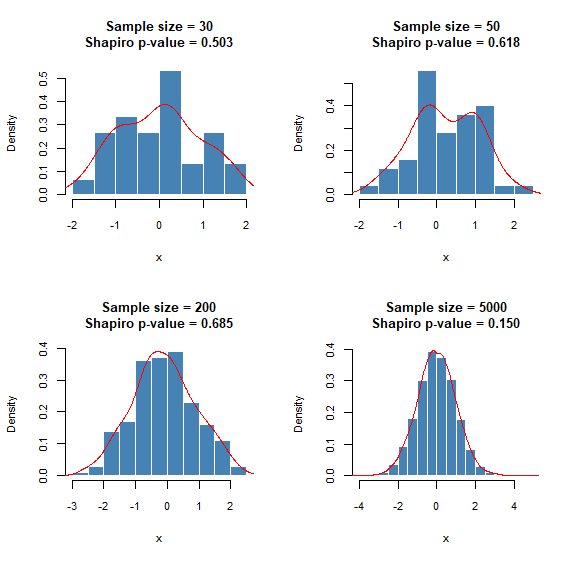 Sample size = 30
Shapiro p-value = 0.503
Density
0.0
0.1
0.2
0.3
0.4
0.5
-2
-1
0
1
2
x
Sample size = 50
Shapiro p-value = 0.618
Density
0.0
0.2
0.4
-2
-1
0
1
2
x
Sample size = 200
Shapiro p-value = 0.685
Density
0.0
0.1
0.2
0.3
0.4
-3
-2
-1
0
1
2
x
Sample size = 5000
Shapiro p-value = 0.150
Density
0.0
0.1
0.2
0.3
0.4
-4
-2
0
2
4
x